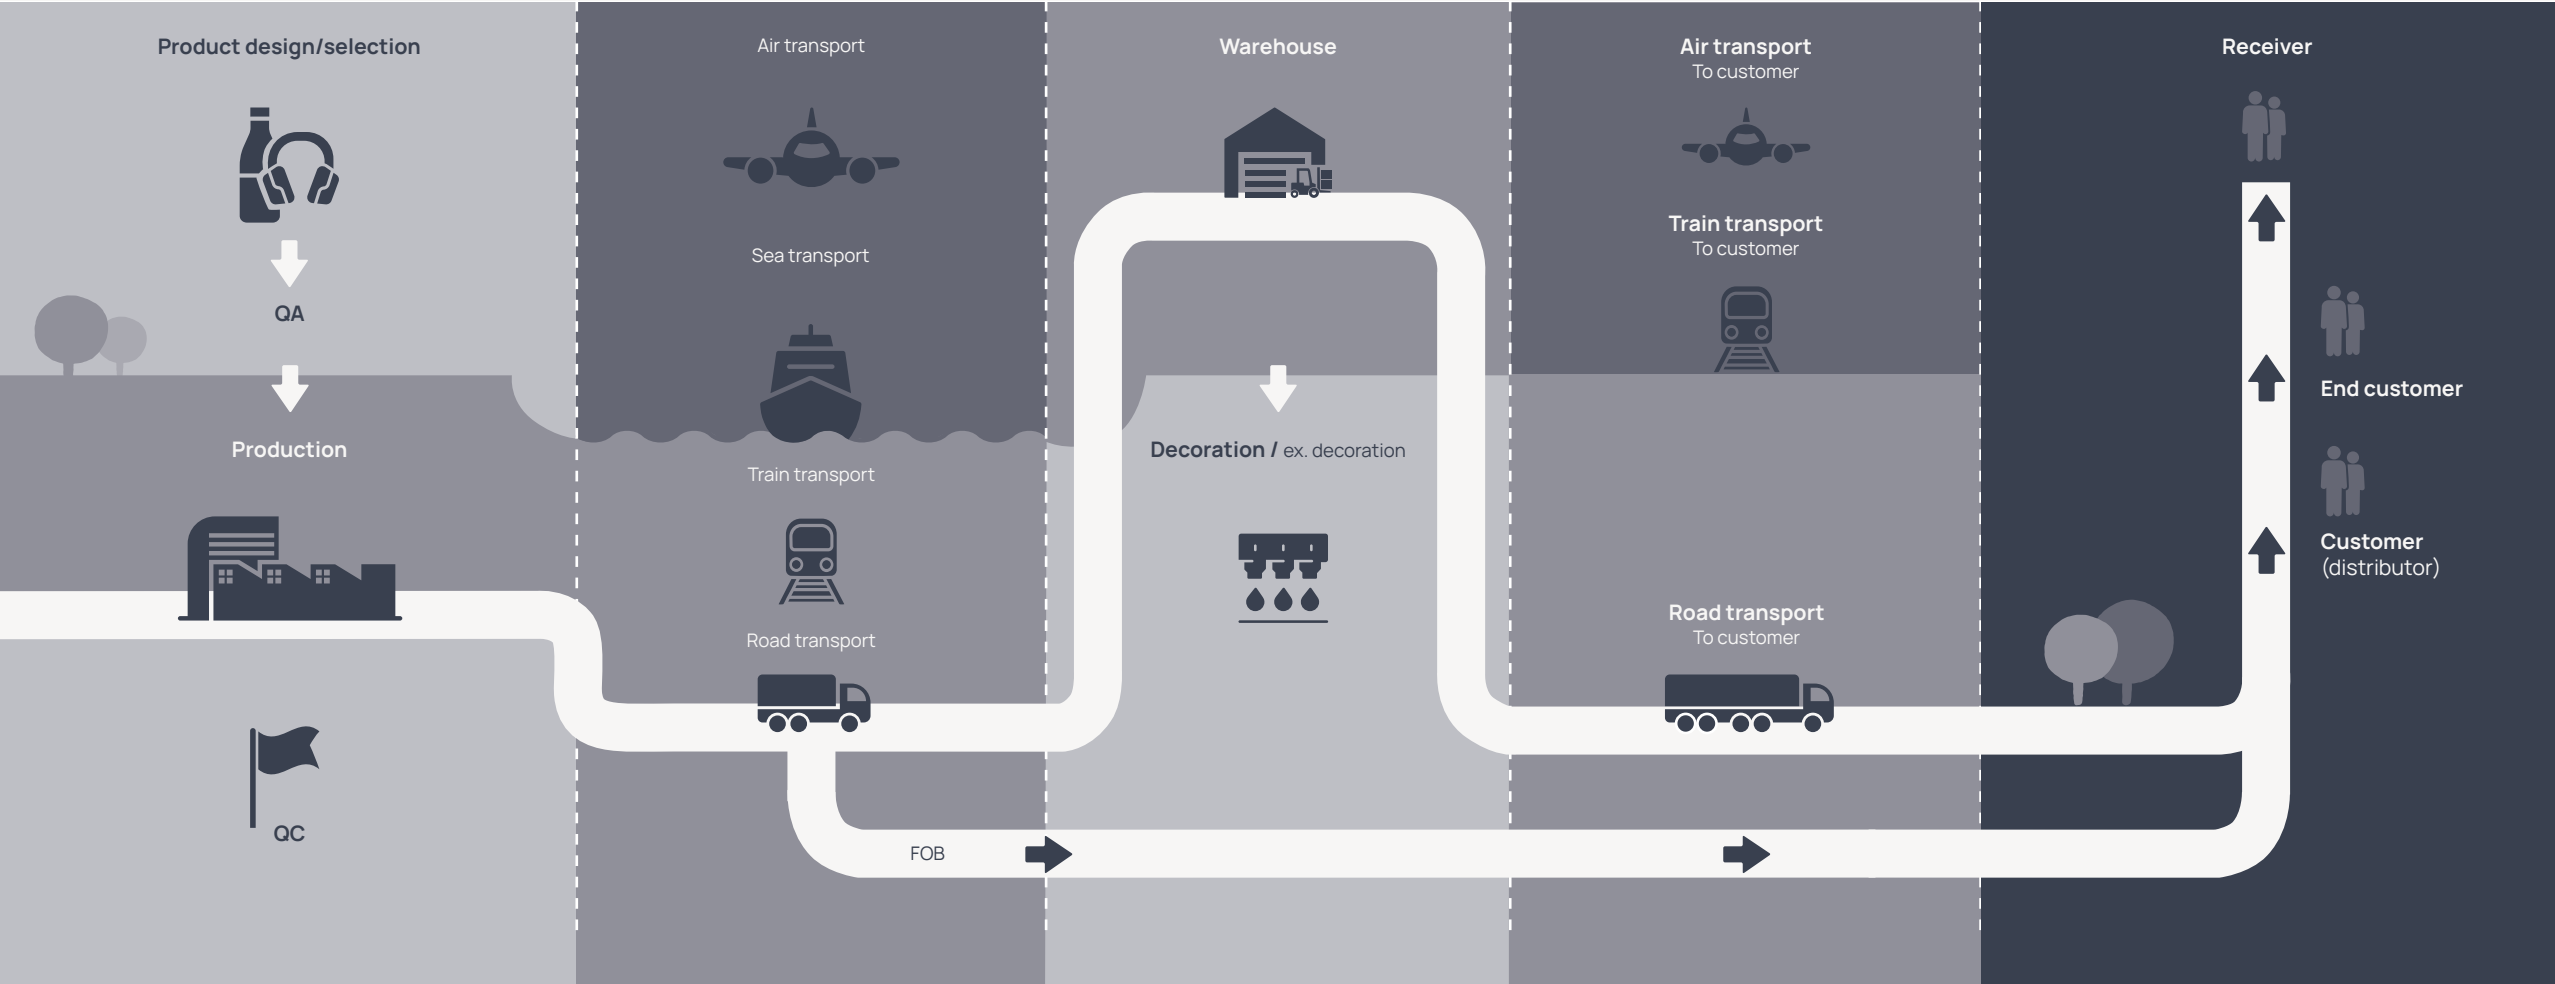 Product design/selection
QA
Production
QC
Air transport
Sea transport
Train transport
Road transport
FOB
Warehouse
Decoration / ex. decoration
Air transport
To customer
Train transport
To customer
Road transport
To customer
Receiver
End customer
Customer
(distributor)